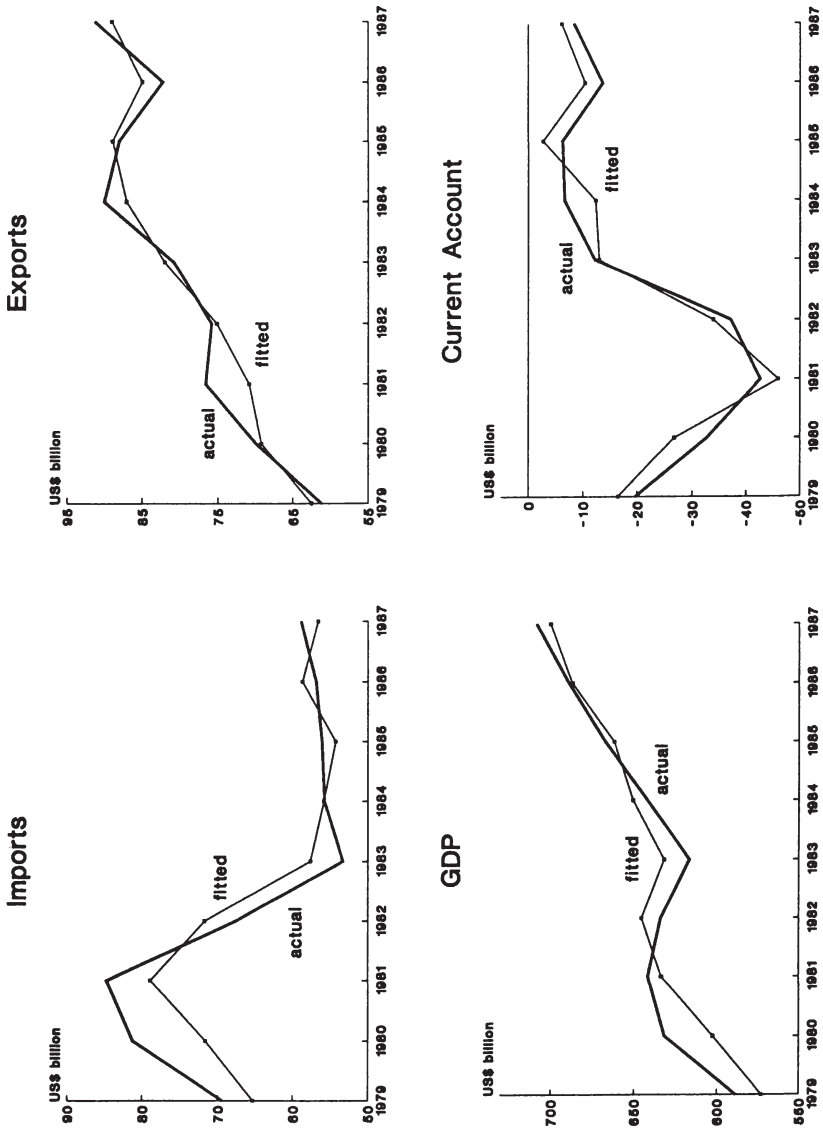 Imports
US$ billion
90
80
70
60
50
fitted
actual
1979 1980 1981 1982 1983 1984 1985 1986 1987
Exports
US$ billion
95
85
75
65
55
actual
fitted
1979 1980 1981 1982 1983 1984 1985 1986 1987
GDP
US$ billion
700
650
600
550
fitted
actual
1979 1980 1981 1982 1983 1984 1985 1986 1987
Current Account
US$ billion
0
-10
-20
-30
-40
-50
actual
fitted
1979 1980 1981 1982 1983 1984 1985 1986 1987